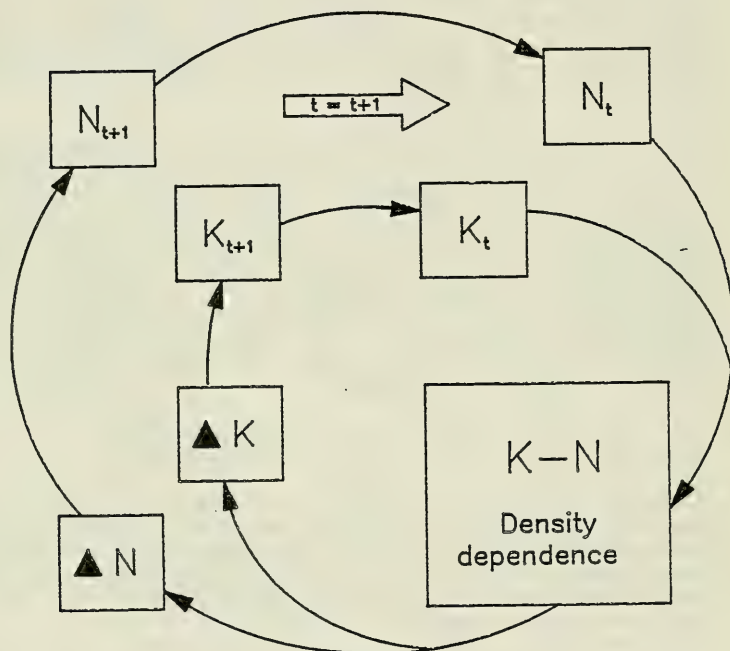 N_{t+1}
t = t+1
N_t
K_{t+1}
K_t
▲ K
K−N
Density
dependence
▲ N